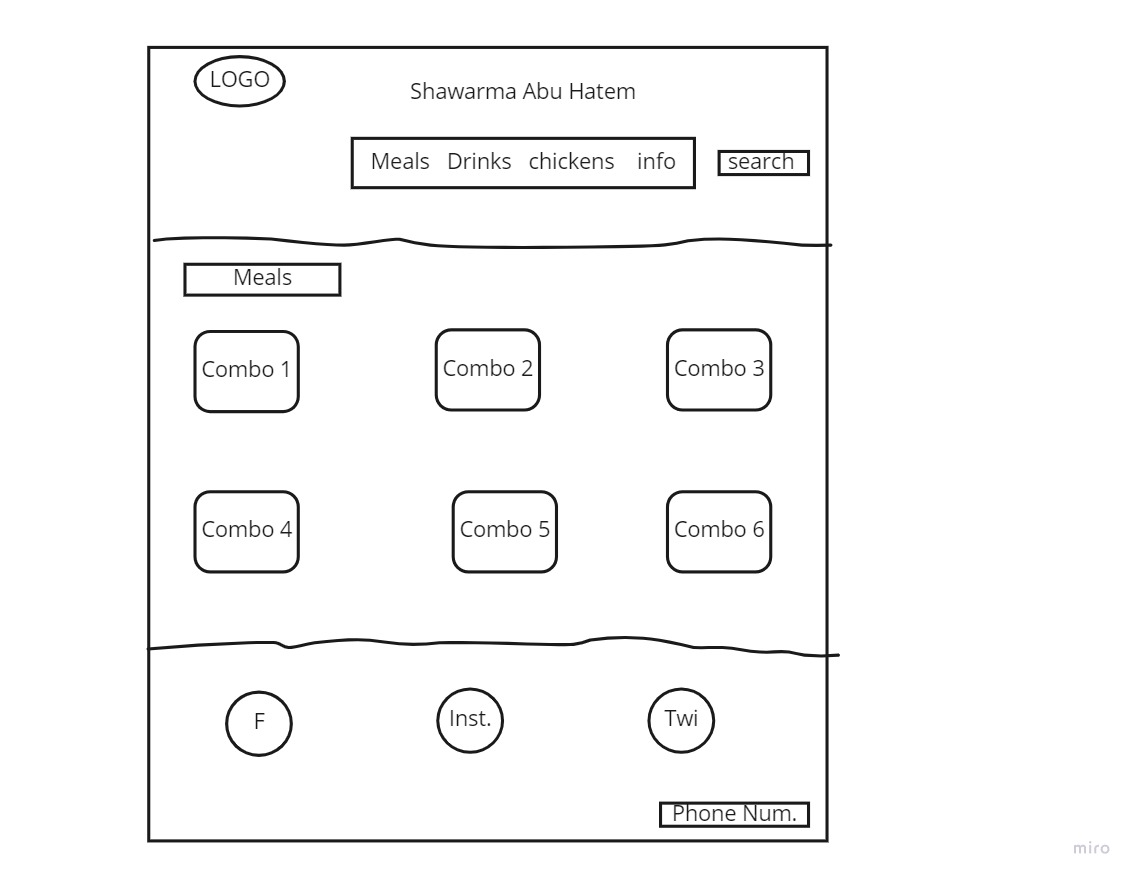 LOGO
Shawarma Abu Hatem
Meals Drinks chickens info
search
Meals
Combo 1
Combo 2
Combo 3
Combo 4
Combo 5
Combo 6
F
Inst.
Twi
Phone Num.
miro